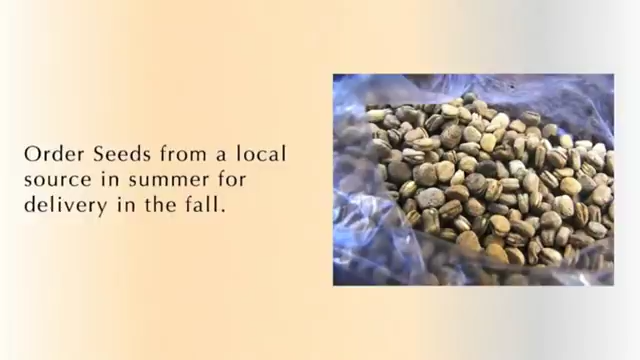 Order Seeds from a local
source in summer for
delivery in the fall.